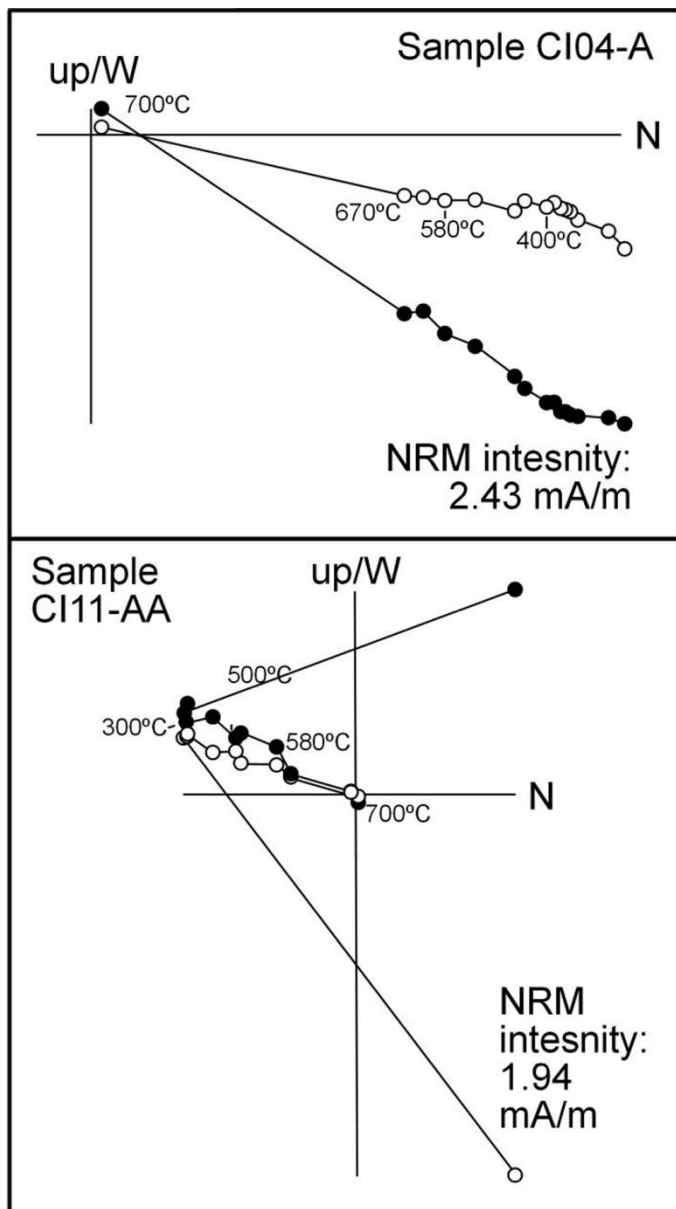 Sample CI04-A
up/W
700ºC
N
670ºC
580ºC
400ºC
NRM intesnity:
2.43 mA/m
Sample
CI11-AA
up/W
500ºC
300ºC
580ºC
N
700ºC
NRM
intesnity:
1.94
mA/m